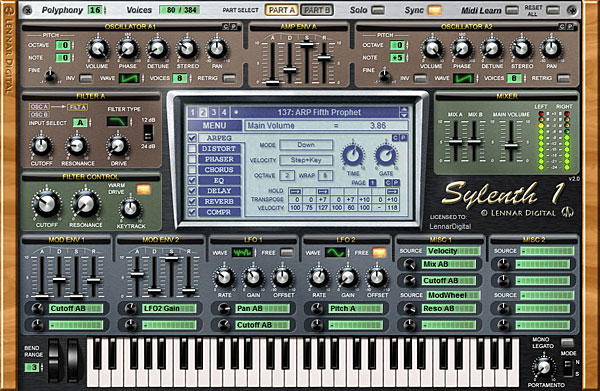 Polyphony 16 Voices 80 / 384 PART SELECT PART A PART B Solo Sync Midi Learn RESET ALL
LENNAR DIGITAL
OSCILLATOR A1
C P
PITCH
OCTAVE 0
NOTE 0
FINE
VOLUME PHASE DETUNE STEREO PAN
INV WAVE VOICES 8 RETRIG
AMP ENV A
A D S R
OSCILLATOR A2
C P
PITCH
OCTAVE 0
NOTE +5
FINE
VOLUME PHASE DETUNE STEREO PAN
INV WAVE VOICES 8 RETRIG
FILTER A
OSC A FILT A
OSC B
INPUT SELECT A
FILTER TYPE
12 dB
24 dB
CUTOFF RESONANCE DRIVE
FILTER CONTROL
WARM DRIVE
CUTOFF RESONANCE KEYTRACK
1 2 3 4 137: ARP Fifth Prophet
MENU Main Volume = 3.86
ARPEG
DISTORT
PHASER
CHORUS
EQ
DELAY
REVERB
COMPR
C P
MODE Down
VELOCITY Step+Key
OCTAVE 2 WRAP 8
TIME GATE
PAGE 1
HOLD
TRANSPOSE 0 0 +7 0 +7 +10 0 +10
VELOCITY 100 75 127 100 60 100 - 118
MIXER
MIX A MIX B MAIN VOLUME
LEFT RIGHT
Sylenth 1
v2.0
© LENNAR DIGITAL
LICENSED TO:
LennarDigital
MOD ENV 1
A D S R
Cutoff AB
MOD ENV 2
A D S R
LFO2 Gain
LFO 1
WAVE FREE
RATE GAIN OFFSET
Pan AB
Cutoff AB
LFO 2
WAVE FREE
RATE GAIN OFFSET
Pitch A
MISC 1
SOURCE Velocity
Mix AB
Cutoff AB
SOURCE ModWheel
Reso AB
MISC 2
SOURCE
SOURCE
BEND RANGE
3
MONO LEGATO
MODE
N
S
PORTAMENTO